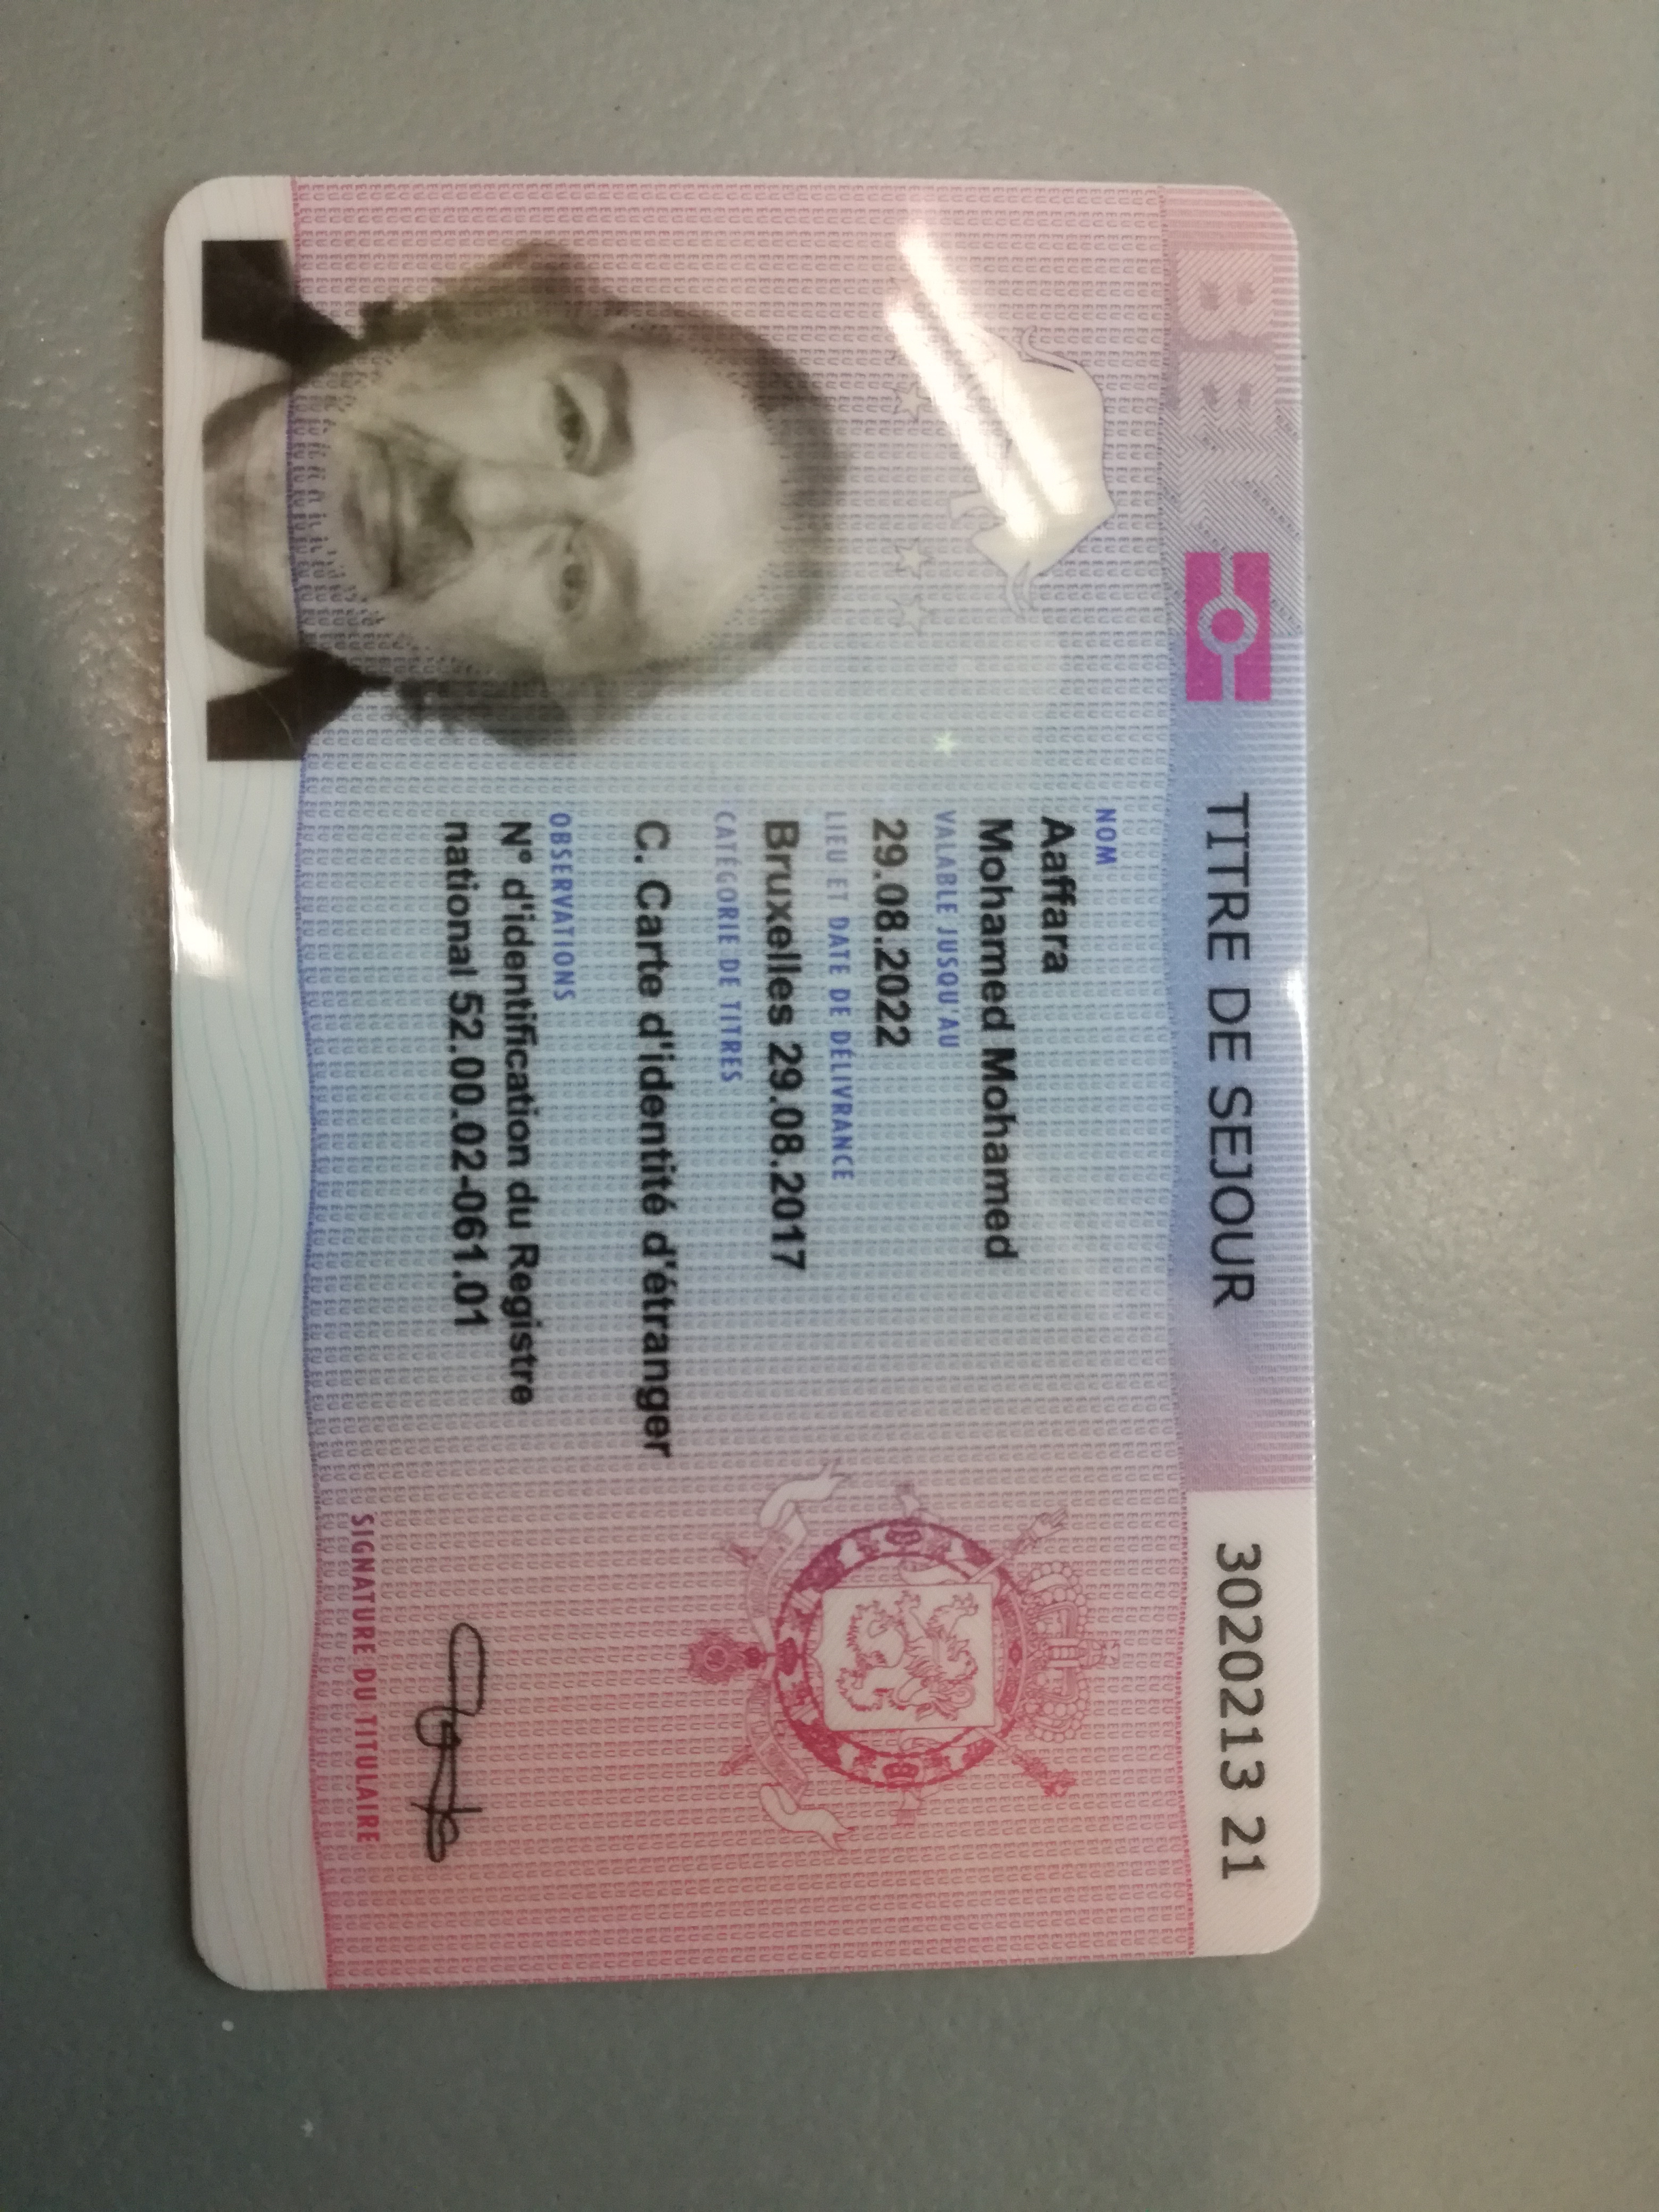 BEL
TITRE DE SEJOUR
30202013 21
NOM
Aaffara
Mohamed Mohamed
VALABLE JUSQU'AU
29.08.2022
LIEU ET DATE DE DÉLIVRANCE
Bruxelles 29.08.2017
CATÉGORIE DE TITRES
C. Carte d'identité d'étranger
OBSERVATIONS
N° d'identification du Registre
national 52.00.02-061.01
SIGNATURE DU TITULAIRE